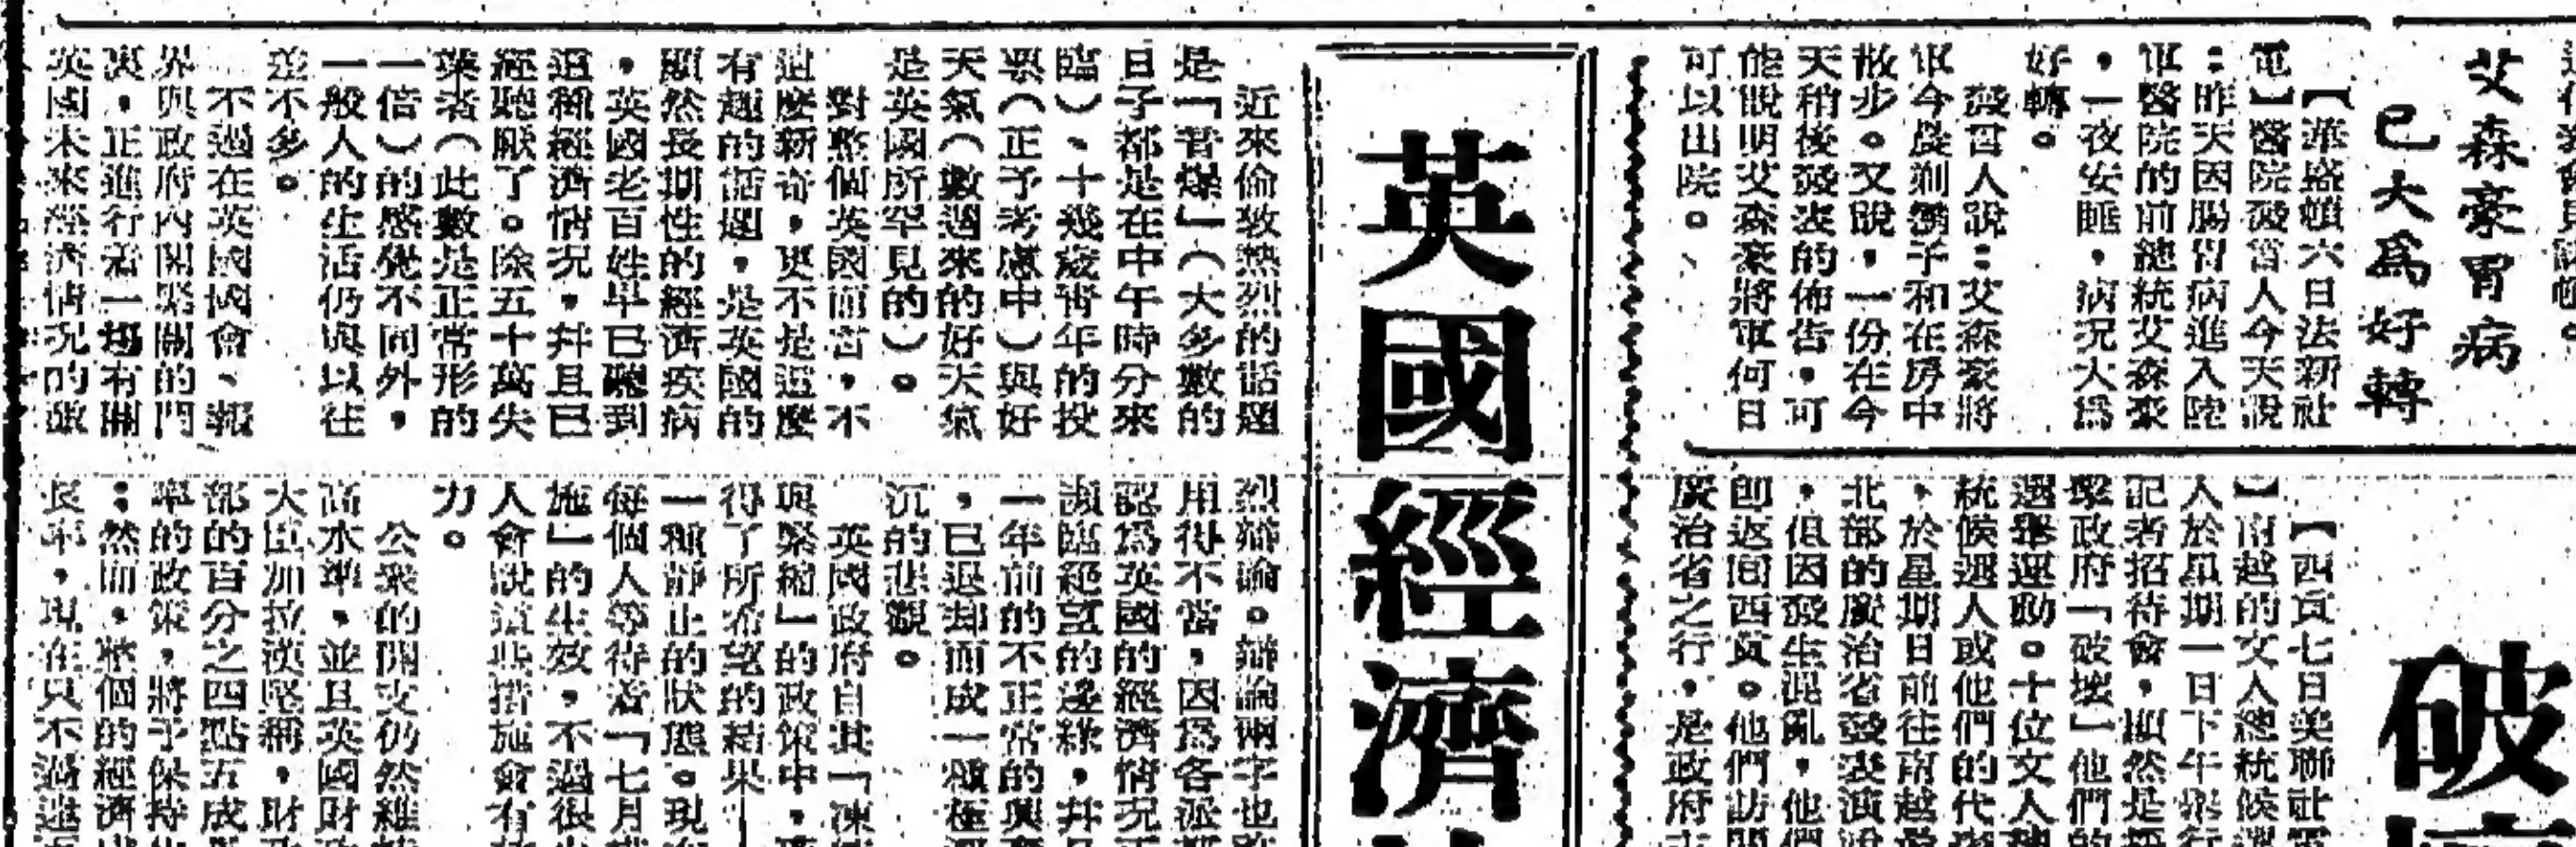 艾森豪胃病
已大爲好轉
【華盛頓六日法新社
電】醫院發言人今天說
：昨天因腸胃病進入陸
軍醫院的前總統艾森豪
，一夜安睡，病況大爲
好轉。
發言人說：艾森豪將
軍今晨剃鬍子和在房中
散步。又說，一份在今
天稍後發表的佈告，可
能說明艾森豪將軍何日
可以出院。
破
【西貢七日美聯社電
】南越的文人總統候選
人於星期一日下午舉行
記者招待會，顯然是
擊政府「破壞」他們的
選舉運動。十位文人總
統候選人或他們的代
，於星期日前往南越最
北部的廣治省發表演說
，但因發生混亂，他們
卽返回西貢。他們訪問
廣治省之行，是政府主
英國經濟
近來倫敦熱烈的話題
是「音爆」（大多數的
日子都是在中午時分來
臨）、十幾歲靑年的投
票（正予考慮中）與好
天氣（數週來的好天氣
是英國所罕見的）。
對整個英國而言，不
這麼新奇，更不是這麼
有趣的話題，是英國的
顯然長期性的經濟疾病
，英國老百姓早已聽到
這種經濟情況，幷且已
經聽厭了。除五十萬失
業者（此數是正常形的
一倍）的感覺不同外，
一般人的生活仍與以往
並不多。
不過在英國國會、報
界與政府內閣緊關的門
裏，正進行着一場有關
英國未來經濟情況的激
烈辯論。辯論兩字也許
用得不當，因爲各派都
認爲英國的經濟情況正
瀕臨絕望的邊緣，幷且
一年前的不正常的興奮
，已退却而成一種極深
沉的悲觀。
英國政府自其「凍結
與緊縮」的政策中，獲
得了所希望的結果——
一種靜止的狀態。現在
每個人等待着「七月措
施」的生效，不過很少
人會說這些措施會有效
力。
公衆的開支仍然維持
高水準，並且英國財政
大臣加拉漢堅稱，財政
部的百分之四點五成長
率的政策，將予保持
：然而，整個的經濟成
長率，現在只不過進